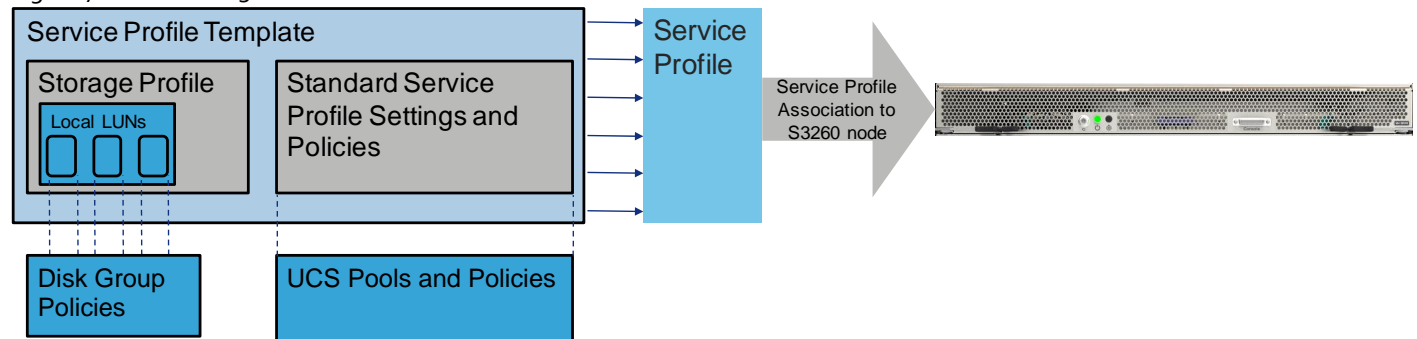 Service Profile Template
Storage Profile
Local LUNs
Standard Service
Profile Settings and
Policies
Service
Profile
Service Profile
Association to
S3260 node
Disk Group
Policies
UCS Pools and Policies